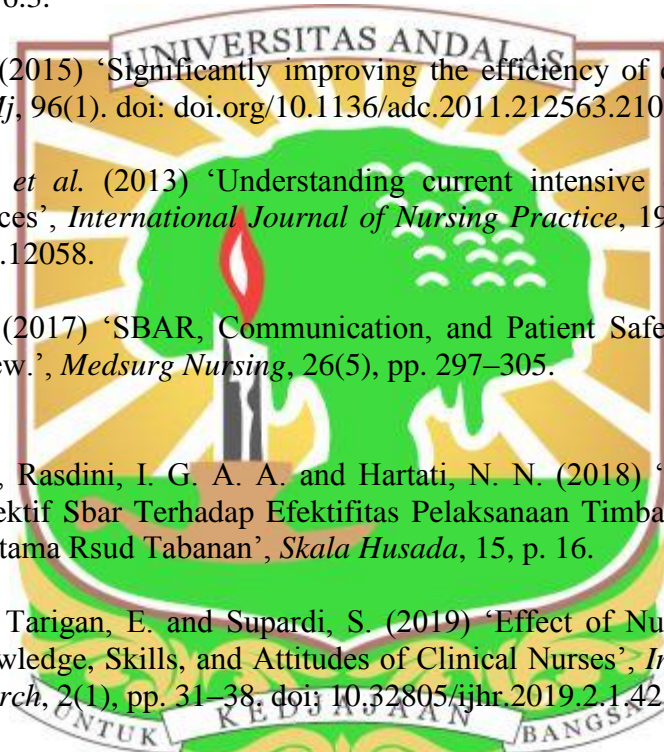 UNIVERSITAS ANDALAS
(2015) ‘Significantly improving the efficiency of
96(1). doi: doi.org/10.1136/adc.2011.212563.210
et al. (2013) ‘Understanding current intensive
ces’, International Journal of Nursing Practice, 19
.12058.
(2017) ‘SBAR, Communication, and Patient Safe
ew.’, Medsurg Nursing, 26(5), pp. 297–305.
, Rasdini, I. G. A. A. and Hartati, N. N. (2018) ‘
ektif Sbar Terhadap Efektifitas Pelaksanaan Timba
tama Rsud Tabanan’, Skala Husada, 15, p. 16.
Tarigan, E. and Supardi, S. (2019) ‘Effect of Nu
wledge, Skills, and Attitudes of Clinical Nurses’, In
rch, 2(1), pp. 31–38. doi: 10.32805/ijhr.2019.2.1.42
UNTUK KEDJAJAAN BANGSA